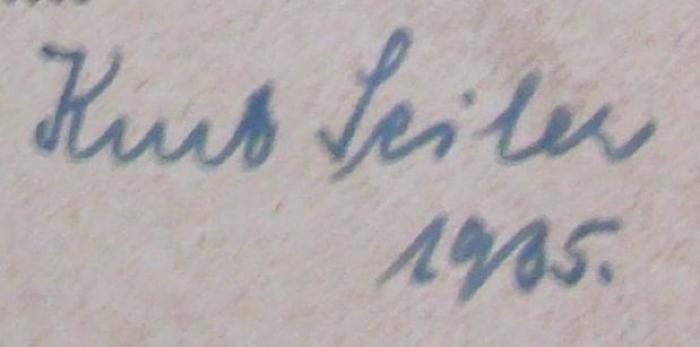 Kurt Seiler
1935.